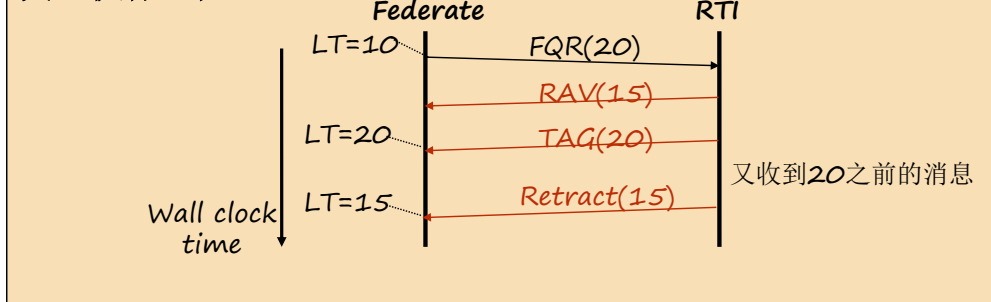 Federate
RTI
LT=10
FQR(20)
RAV(15)
LT=20
TAG(20)
又收到20之前的消息
LT=15
Retract(15)
Wall clock
time